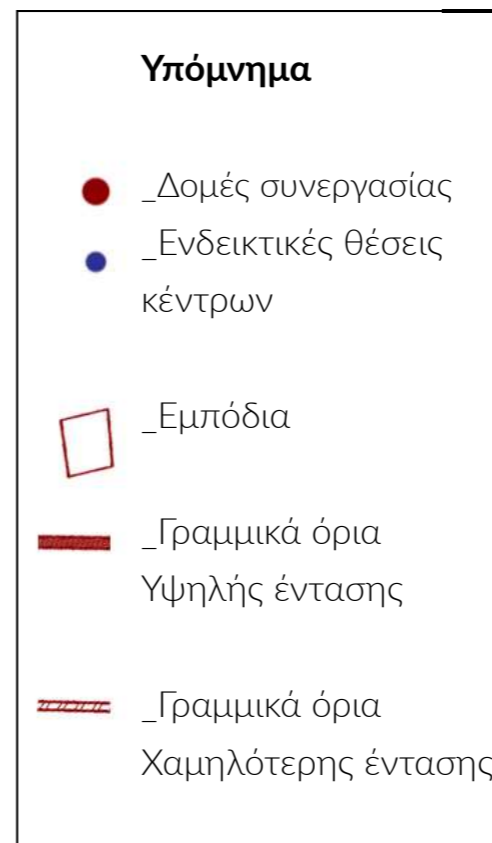 Υπόμνημα
_Δομές συνεργασίας
_Ενδεικτικές θέσεις
κέντρων
_Εμπόδια
_Γραμμικά όρια
Υψηλής έντασης
_Γραμμικά όρια
Χαμηλότερης έντασης